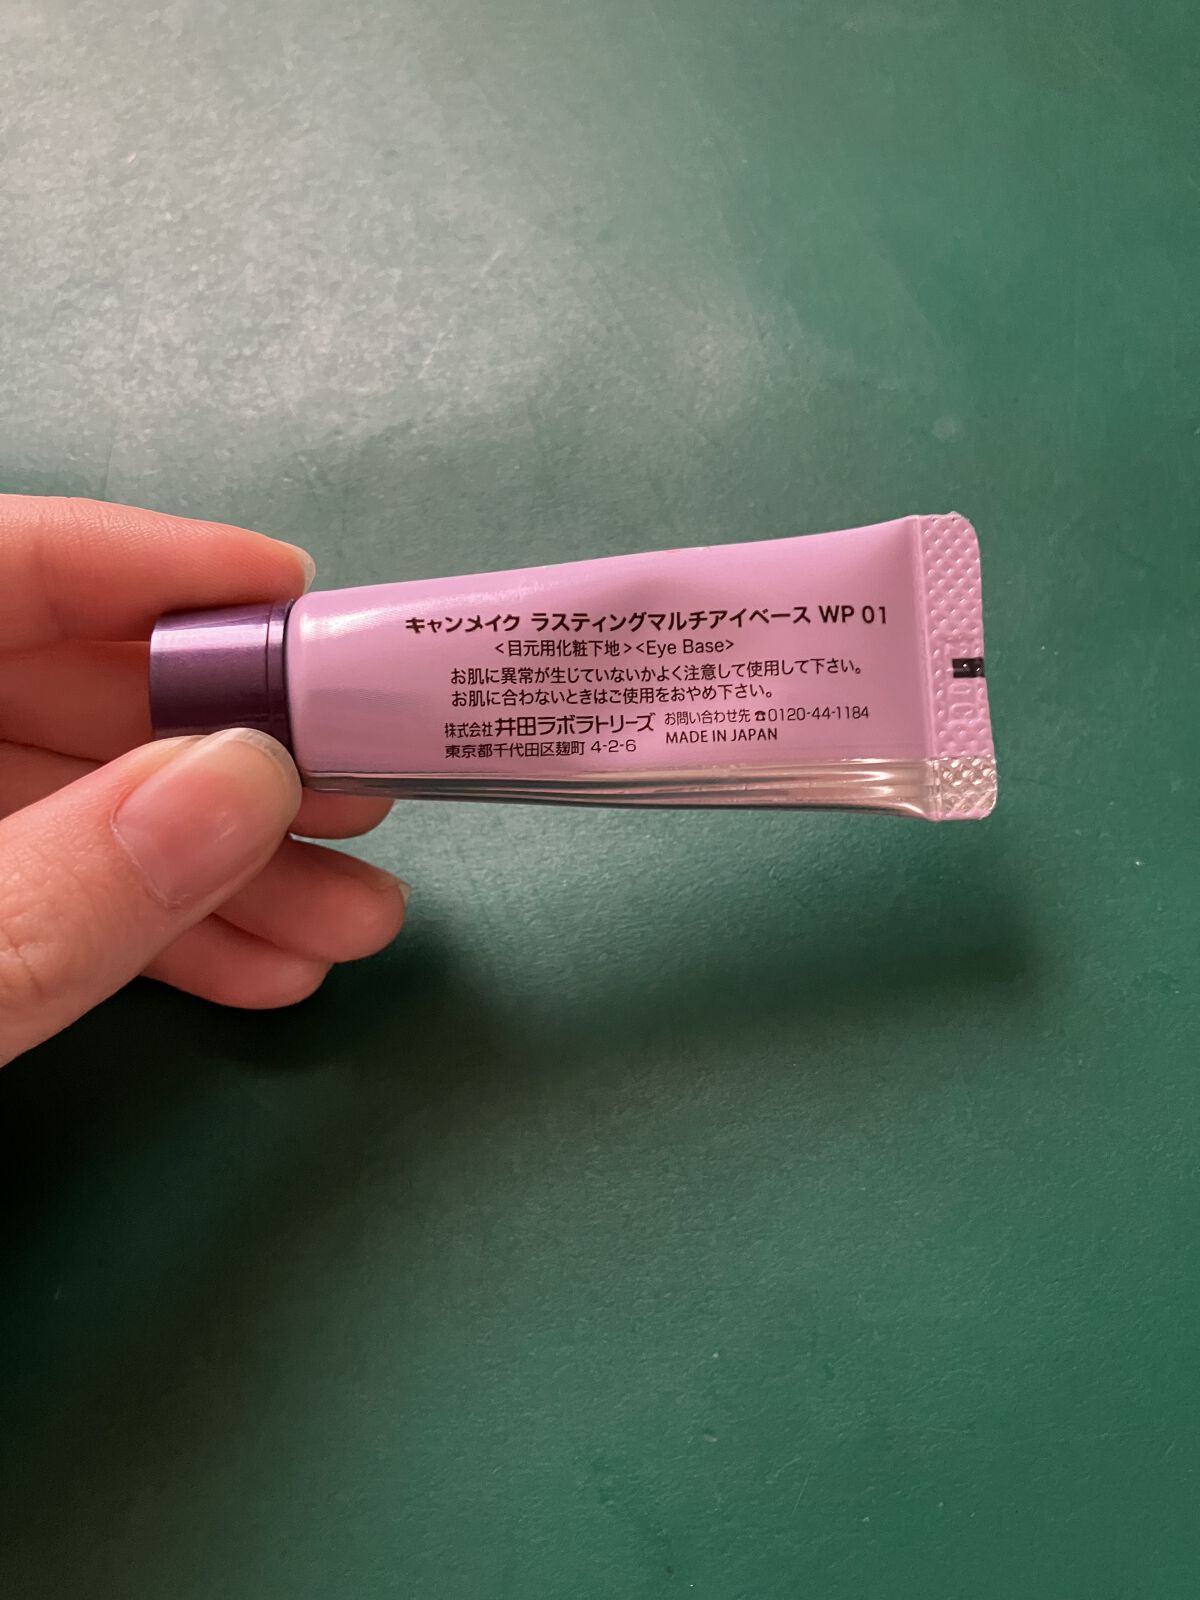 キャンメイク ラスティングマルチアイベース WP 01
<目元用化粧下地><Eye Base>
お肌に異常が生じていないかよく注意して使用して下さい。
お肌に合わないときはご使用をおやめ下さい。
株式会社井田ラボラトリーズ お問い合わせ先☎0120-44-1184
東京都千代田区麹町 4-2-6 MADE IN JAPAN